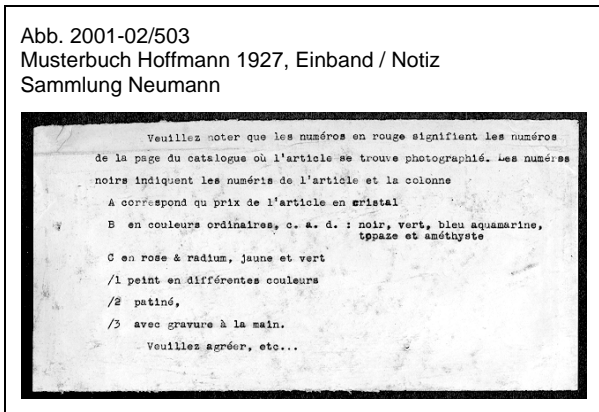 Abb. 2001-02/503
Musterbuch Hoffmann 1927, Einband / Notiz
Sammlung Neumann
Veuillez noter que les numéros en rouge signifient les numéros
de la page du catalogue où l'article se trouve photographié. Les numéros
noirs indiquent les numéris de l'article et la colonne
A correspond qu prix de l'article en cristal
B en couleurs ordinaires, c. a. d. : noir, vert, bleu aquamarine,
topaze et améthyste
C en rose & radium, jaune et vert
/1 peint en différentes couleurs
/2 patiné,
/3 avec gravure à la main.
Veuillez agréer, etc...